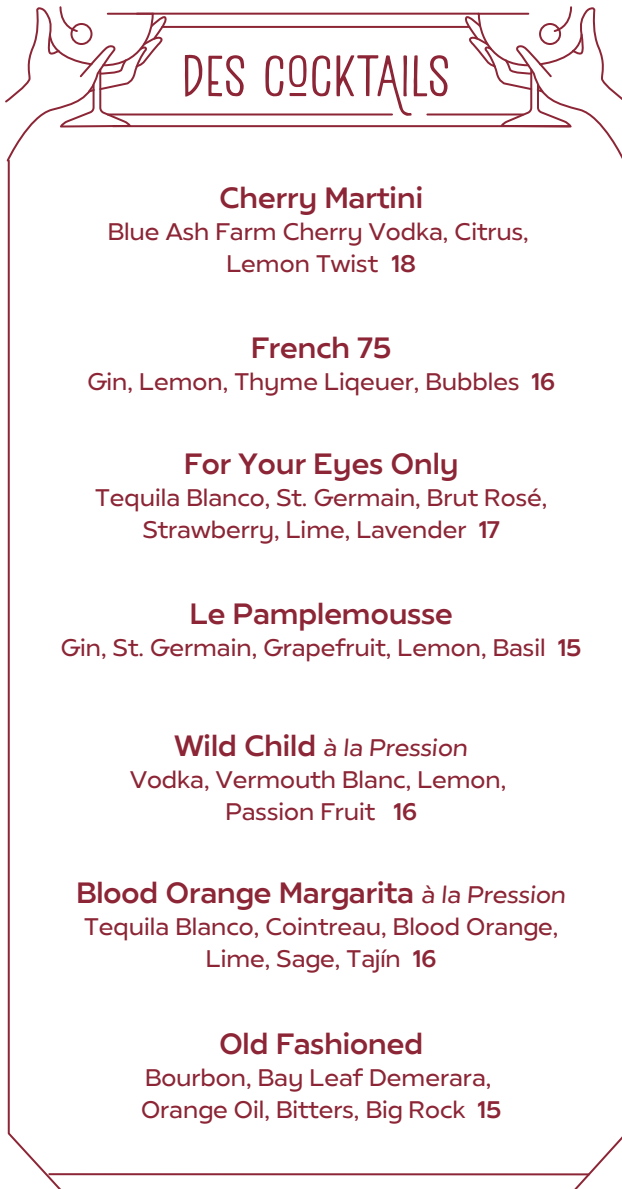 DES COCKTAILS
Cherry Martini
Blue Ash Farm Cherry Vodka, Citrus,
Lemon Twist 18
French 75
Gin, Lemon, Thyme Liqeuer, Bubbles 16
For Your Eyes Only
Tequila Blanco, St. Germain, Brut Rosé,
Strawberry, Lime, Lavender 17
Le Pamplemousse
Gin, St. Germain, Grapefruit, Lemon, Basil 15
Wild Child à la Pression
Vodka, Vermouth Blanc, Lemon,
Passion Fruit 16
Blood Orange Margarita à la Pression
Tequila Blanco, Cointreau, Blood Orange,
Lime, Sage, Tajín 16
Old Fashioned
Bourbon, Bay Leaf Demerara,
Orange Oil, Bitters, Big Rock 15